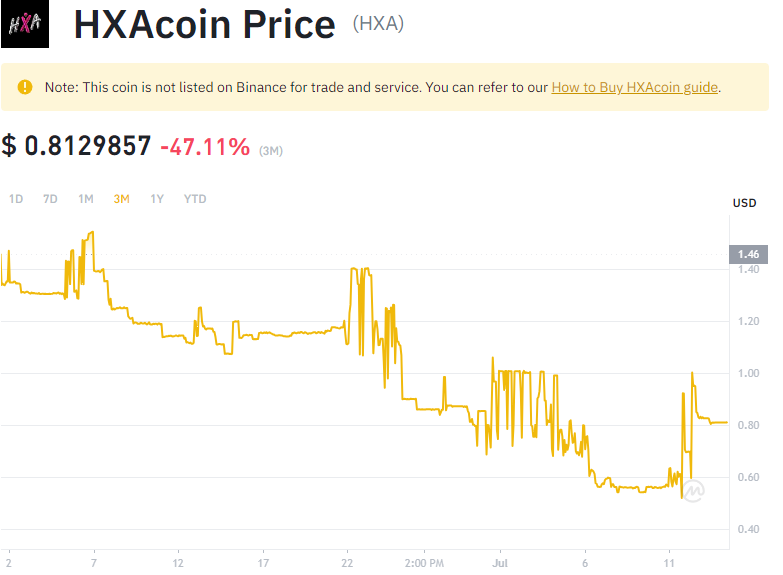 HXA
HXAcoin Price (HXA)
Note: This coin is not listed on Binance for trade and service. You can refer to our How to Buy HXAcoin guide.
$ 0.8129857 -47.11% (3M)
1D 7D 1M 3M 1Y YTD
USD
1.46
1.40
1.20
1.00
0.80
0.60
0.40
2 7 12 17 22 2:00 PM Jul 6 11